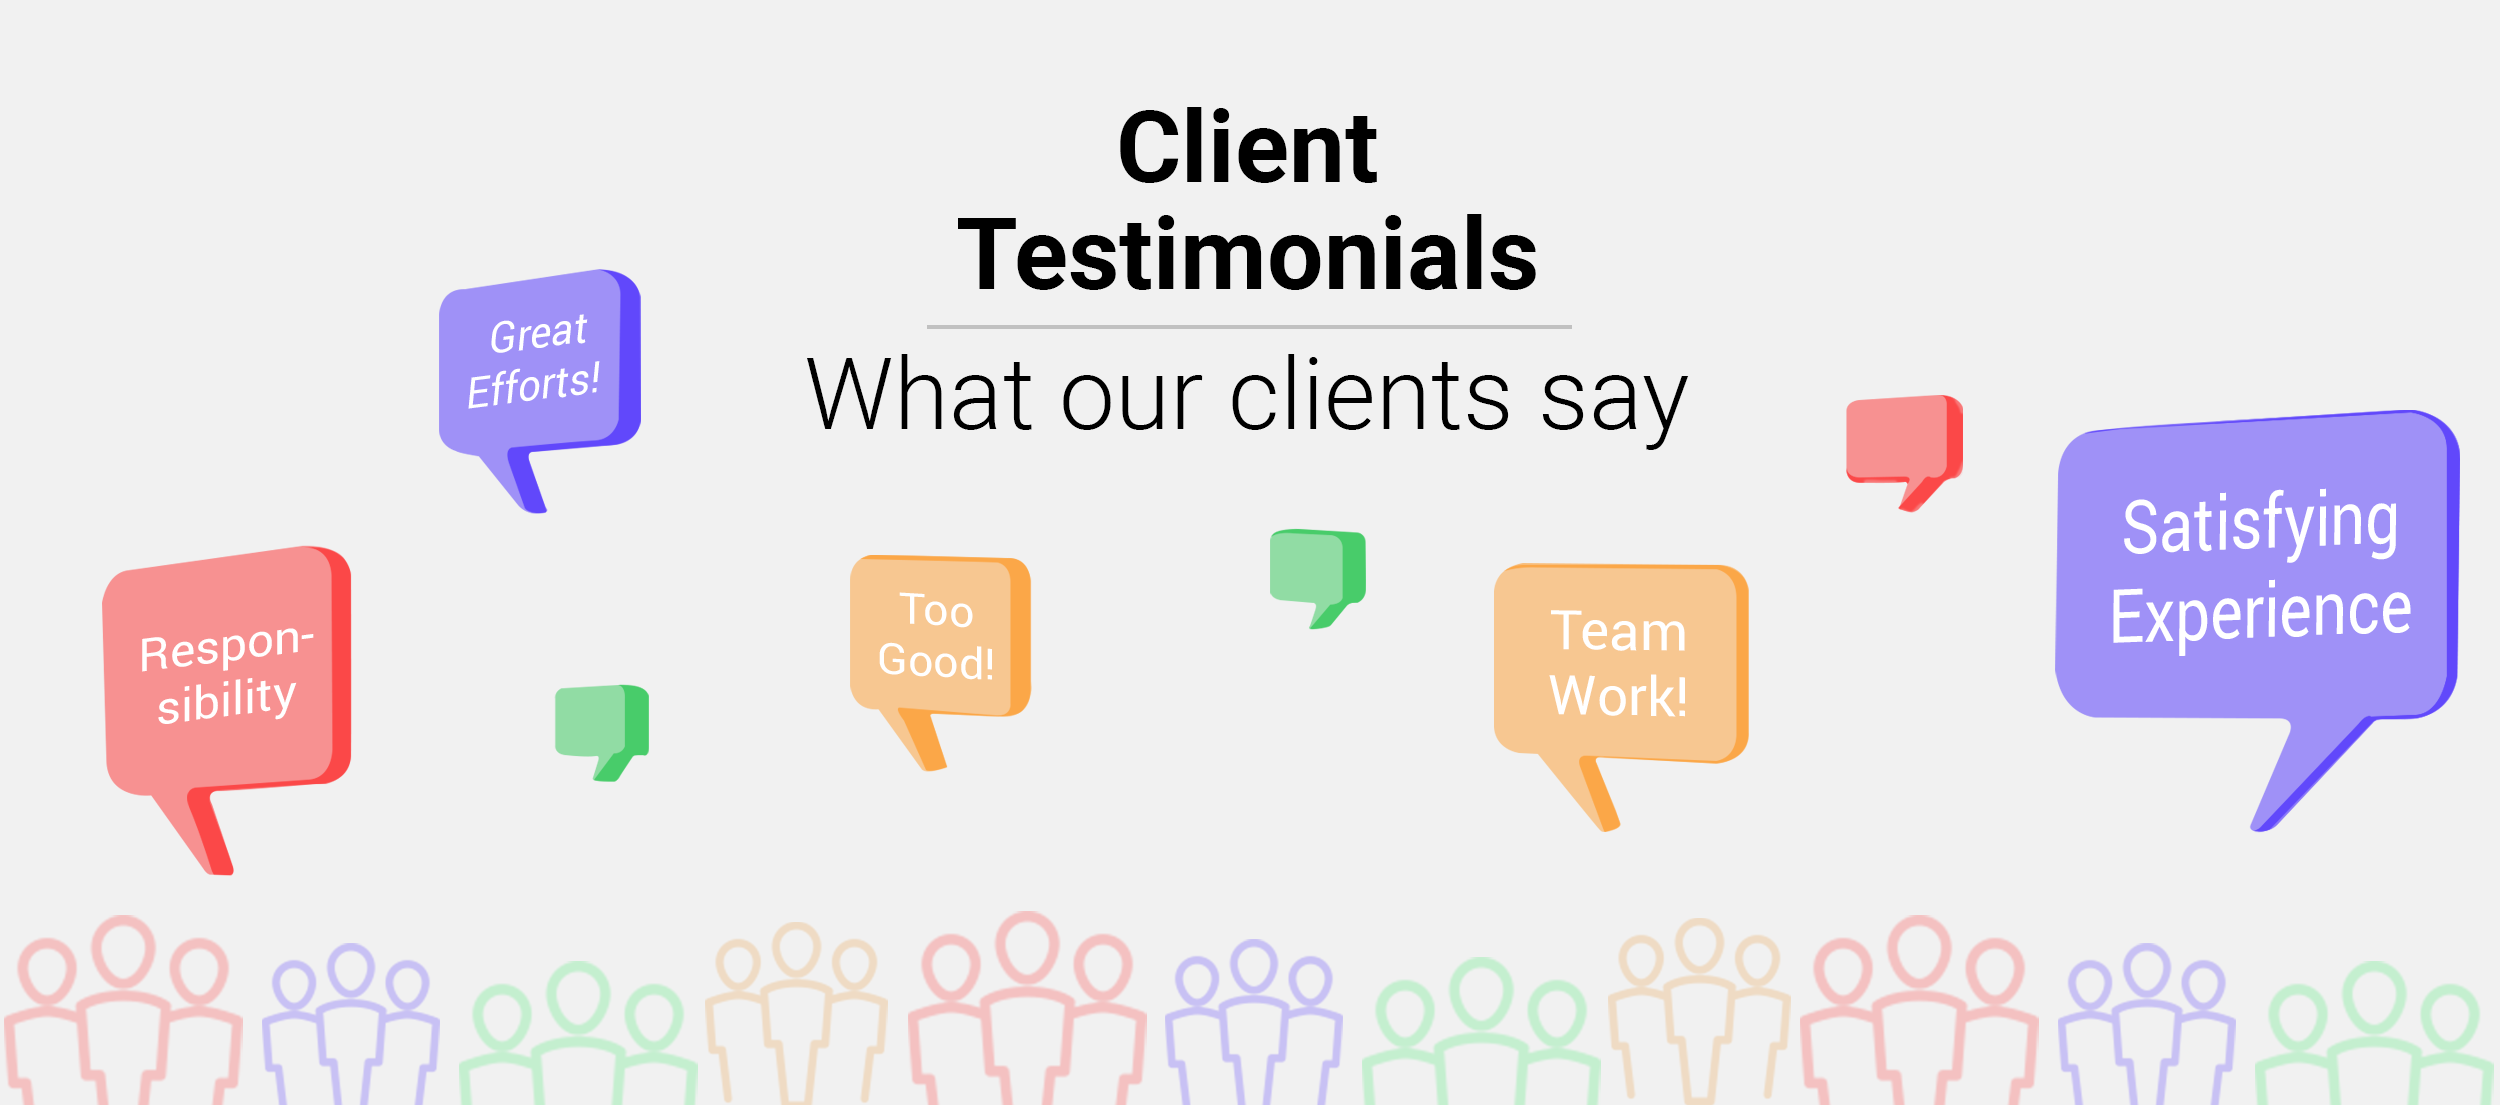 Client
Testimonials
What our clients say
Great
Efforts!
Respon-
sibility
Too
Good!
Team
Work!
Satisfying
Experience